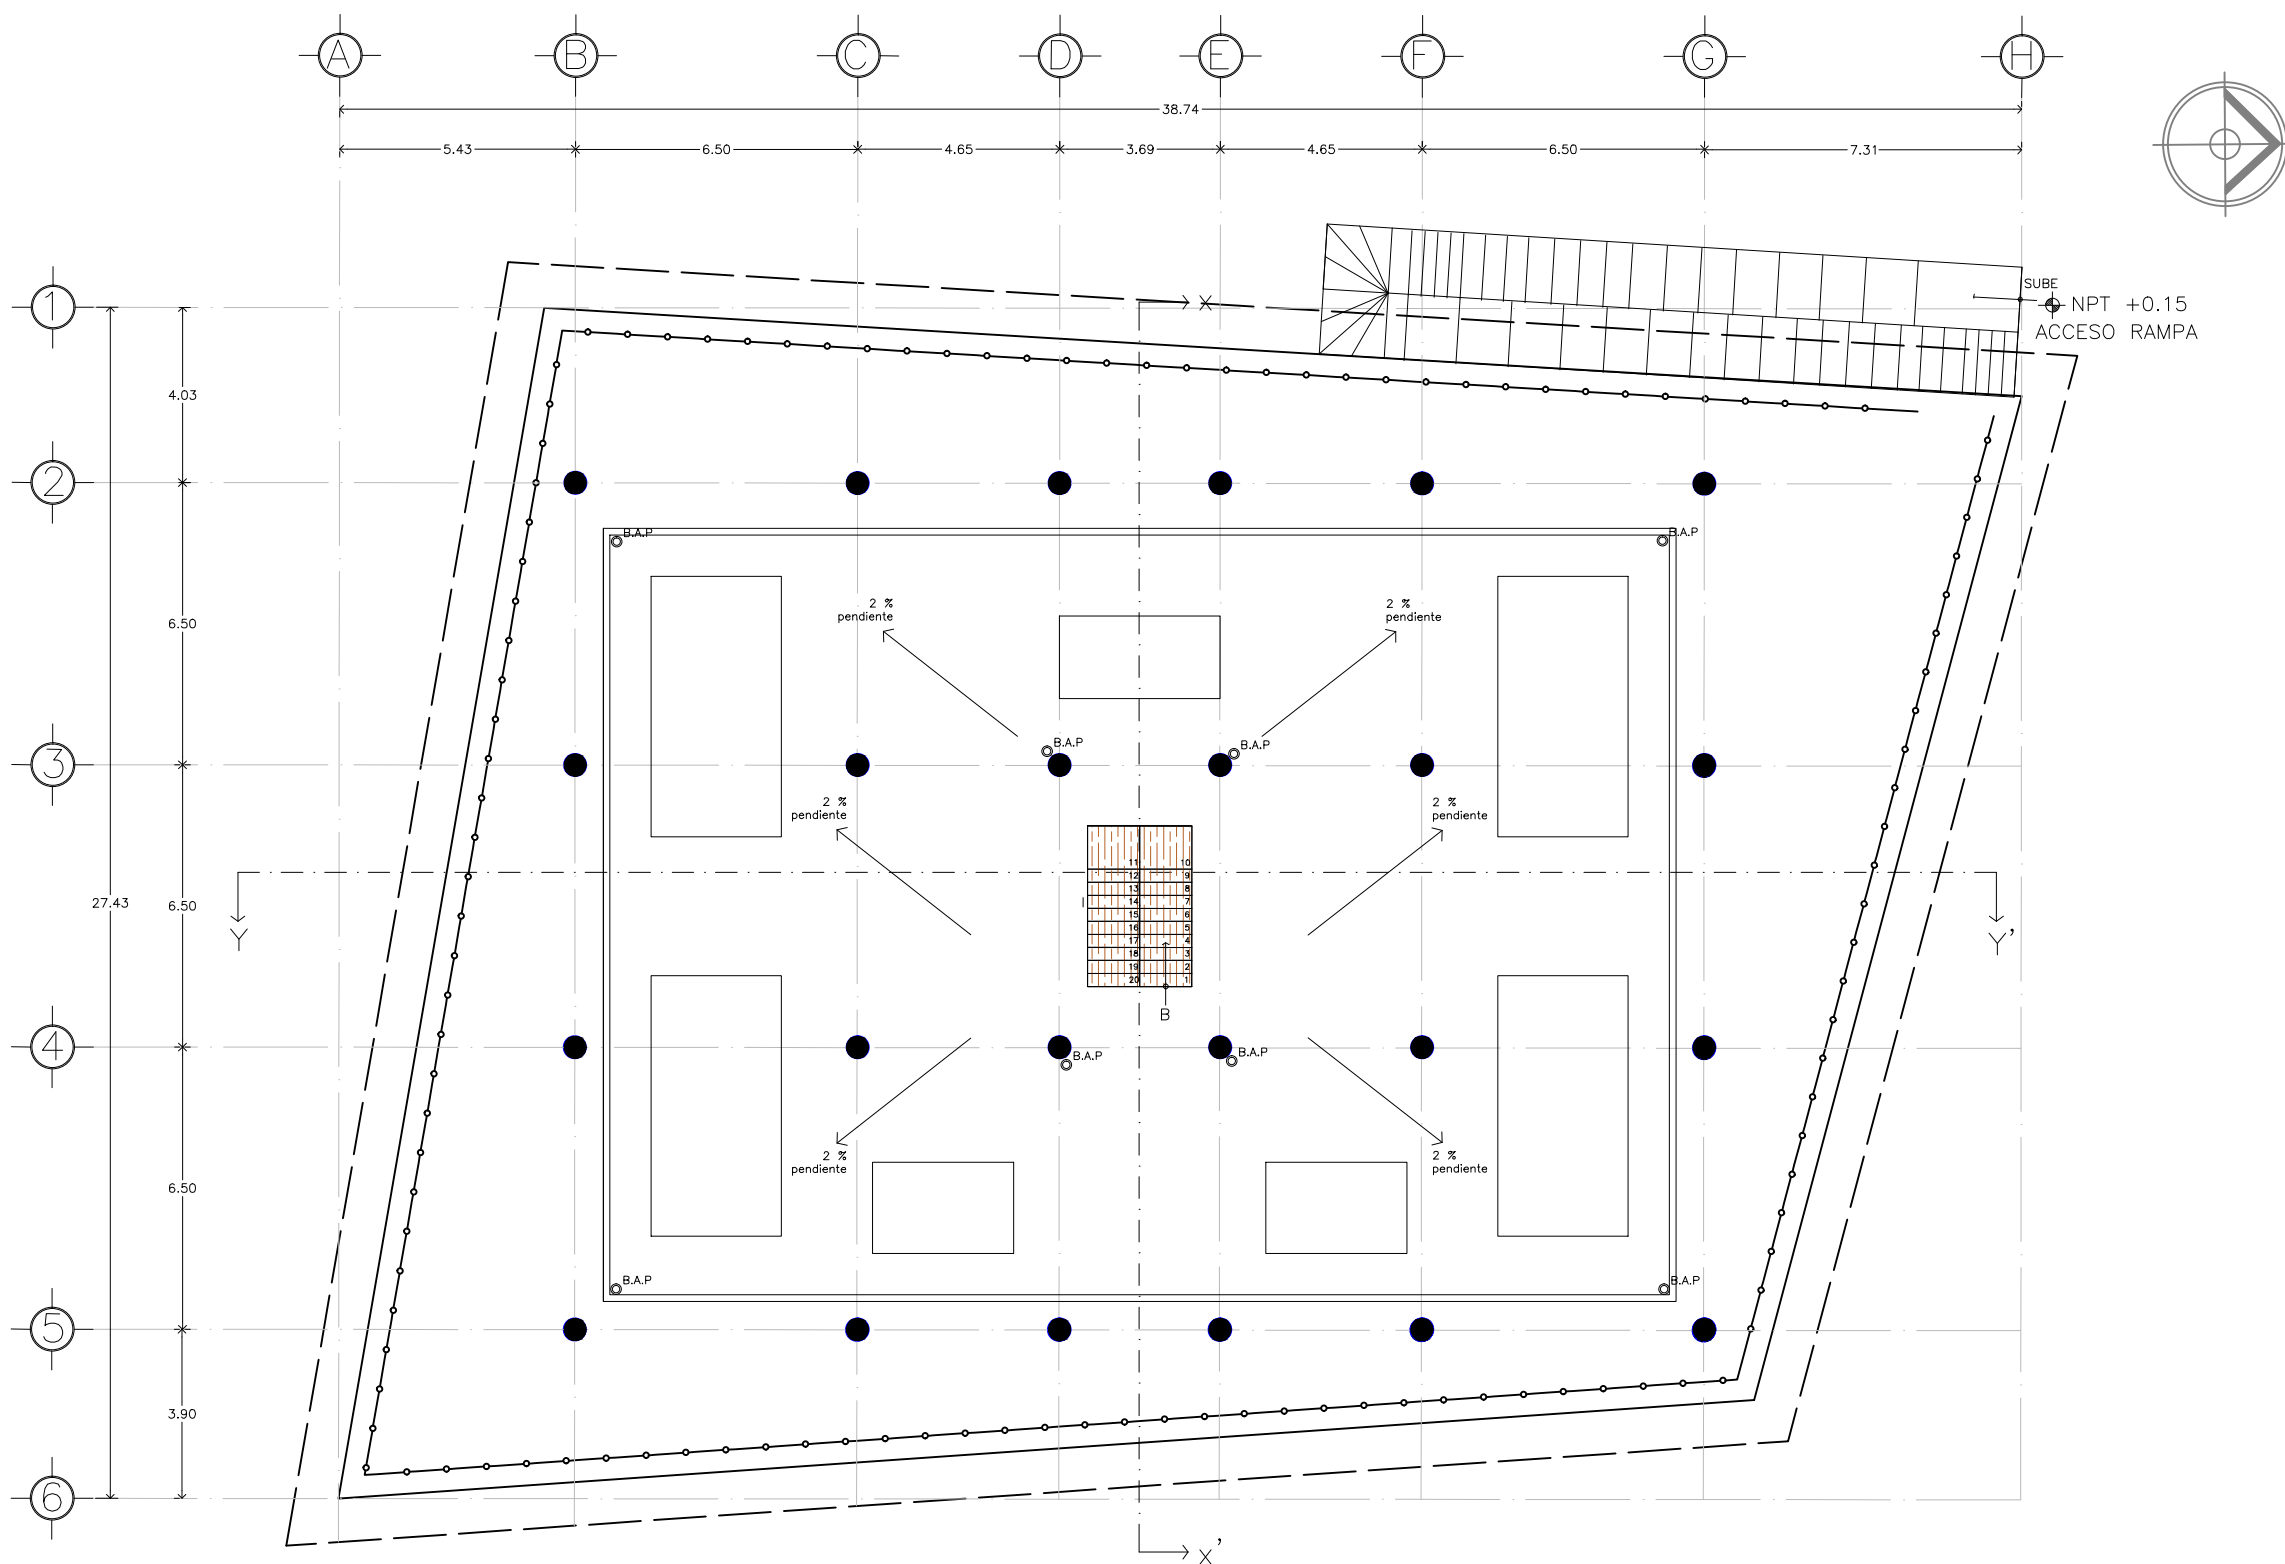 A B C D E F G H
38.74
5.43 6.50 4.65 3.69 4.65 6.50 7.31
SUBE
1
X
NPT +0.15
ACCESO RAMPA
4.03
2
B.A.P B.A.P
2 % 2 %
pendiente pendiente
6.50
B.A.P B.A.P
3
2 % 2 %
pendiente pendiente
11 10
12 9
13 8
27.43 6.50 14 7
15 6
16 5
Y 17 4 Y'
18 3
19 2
20 1
B
4
B.A.P B.A.P
2 % 2 %
pendiente pendiente
6.50
B.A.P B.A.P
5
3.90
6
X'